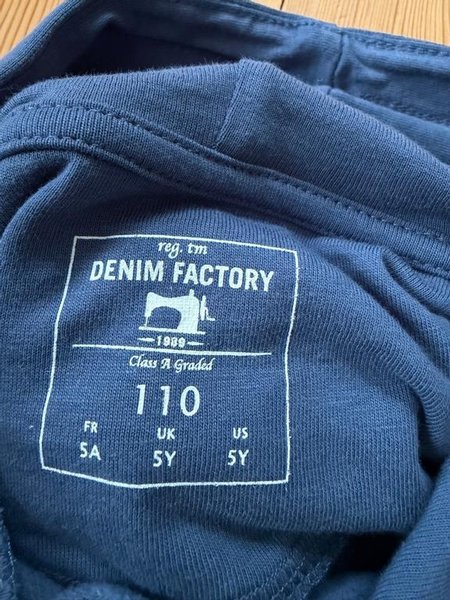 reg. tm
DENIM FACTORY
1989
Class A Graded
110
FR UK US
5A 5Y 5Y